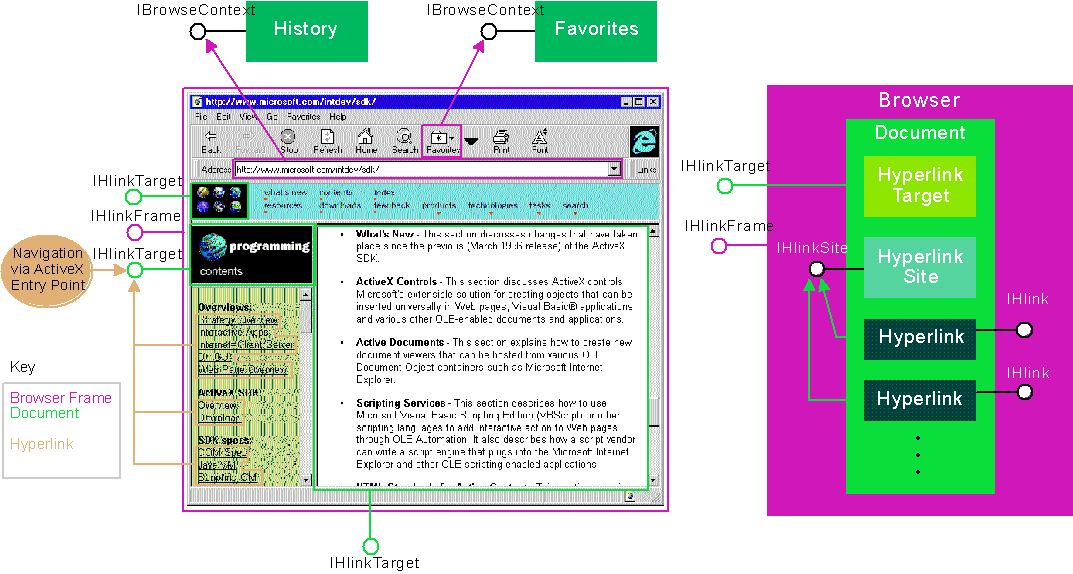 IBrowseContext
History
IBrowseContext
Favorites
http://www.microsoft.com/intdev/sdk/
File Edit View Go Favorites Help
Back Forward Stop Refresh Home Search Favorites Print Font
Address http://www.microsoft.com/intdev/sdk/ Links
IHlinkTarget
IHlinkFrame
IHlinkTarget
Navigation
via ActiveX
Entry Point
what's new contents index
resources downloads feedback products technologies tasks search
programming
contents
Overviews:
Strategy Overview
Interactive Apps
Internet Client/Server
Web Page Overview
ActiveX SDK:
Overview
Download
SDK specs:
COM Spec
Java VM
• What's New - This section discusses changes that have taken
place since the previous (March 1996 release) of the ActiveX
SDK).
• ActiveX Controls - This section discusses ActiveX controls
Microsoft's extensible solution for creating objects that can be
inserted universally in Web pages, Visual Basic® applications
and various other OLE-enabled documents and applications.
• Active Documents - This section explains how to create new
document viewers that can be hosted from various OLE
Document Object containers such as Microsoft Internet
Explorer.
• Scripting Services - This section describes how to use
Microsoft Visual Basic Scripting Edition (VBScript) or other
scripting languages to add interactive action to Web pages
through OLE Automation. It also describes how a script vendor
can write a script engine that plugs into the Microsoft Internet
Explorer and other OLE scripting enabled applications.
IHlinkTarget
Key
Browser Frame
Document
Hyperlink
Browser
Document
IHlinkTarget
Hyperlink
Target
IHlinkFrame
IHlinkSite
Hyperlink
Site
IHlink
Hyperlink
IHlink
Hyperlink